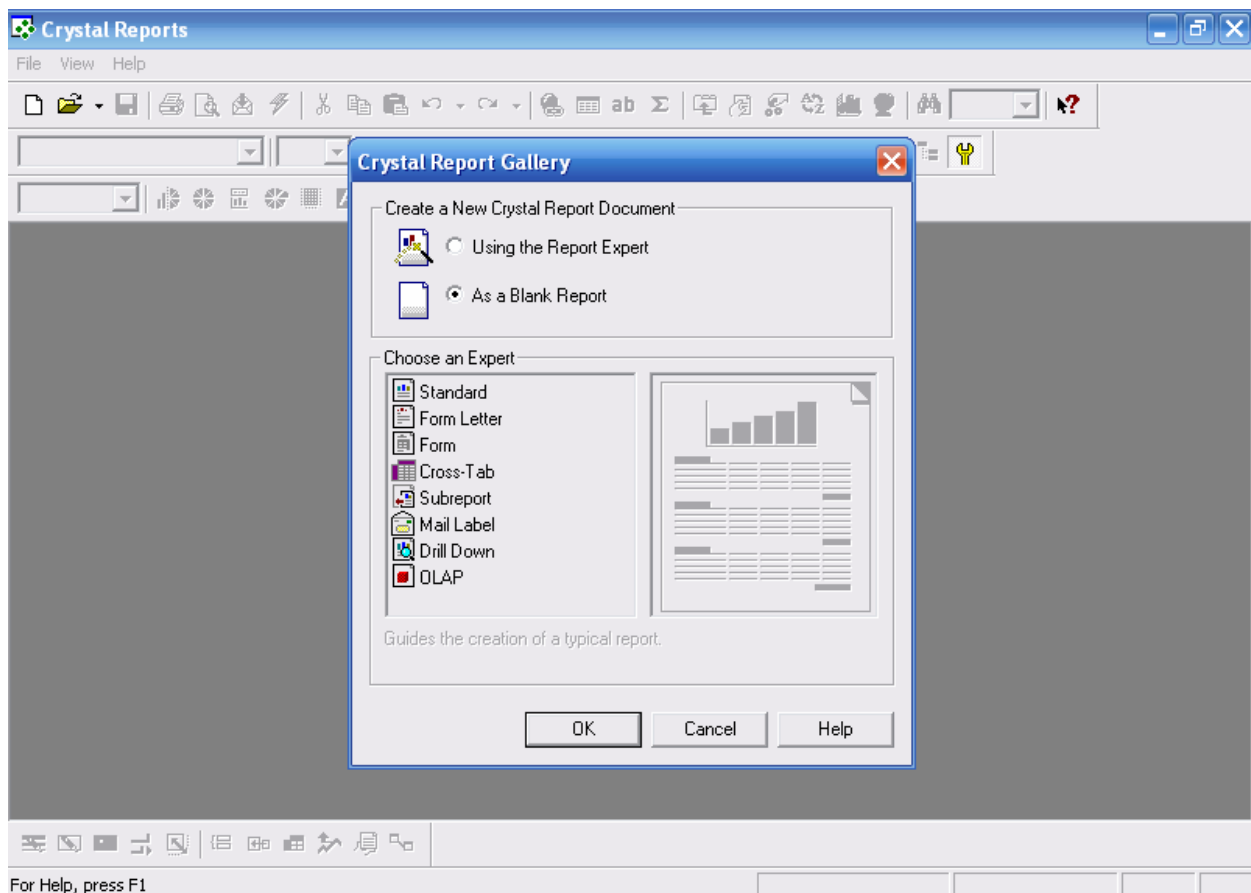 Crystal Reports
File View Help
ab Σ
Crystal Report Gallery
Create a New Crystal Report Document
Using the Report Expert
As a Blank Report
Choose an Expert
Standard
Form Letter
Form
Cross-Tab
Subreport
Mail Label
Drill Down
OLAP
Guides the creation of a typical report.
OK Cancel Help
For Help, press F1